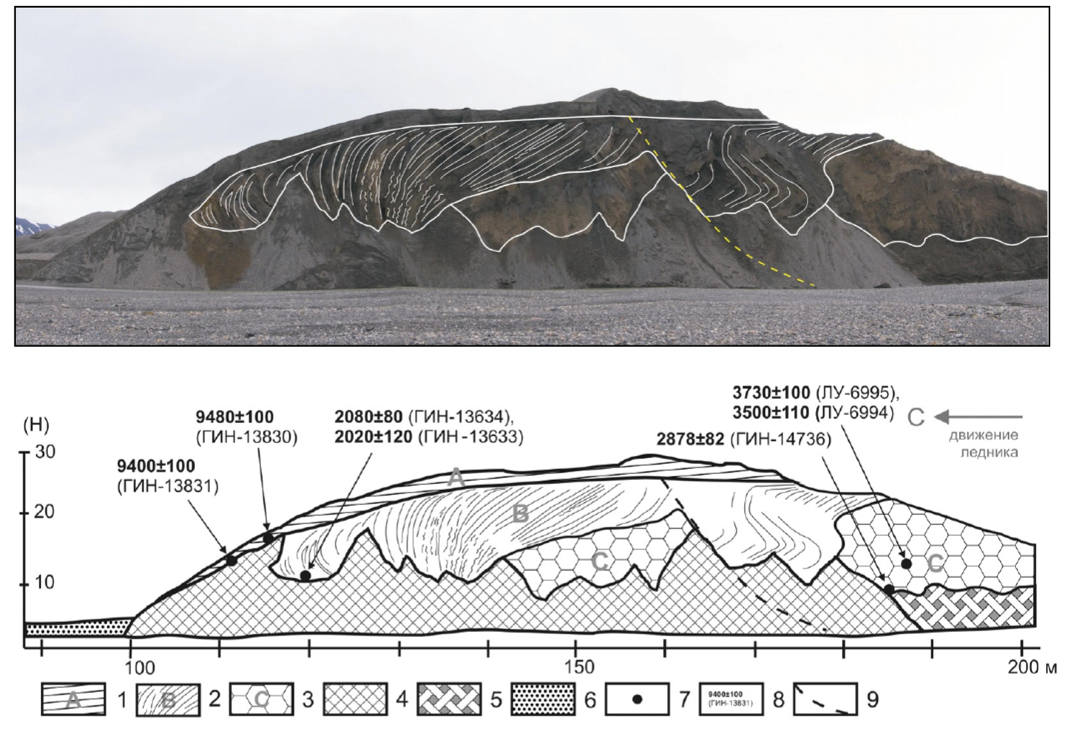 3730±100 (ЛУ-6995),
3500±110 (ЛУ-6994)
С
движение
ледника
(Н)
9480±100
(ГИН-13830)
2080±80 (ГИН-13634),
2020±120 (ГИН -13633)
2878±82 (ГИН-14736)
9400±100
(ГИН-13831)
30
20
10
A
B
C
C
100
150
200 м
A 1
B 2
C 3
4
5
6
7
9400±100
(ГИН-13831)
8
9